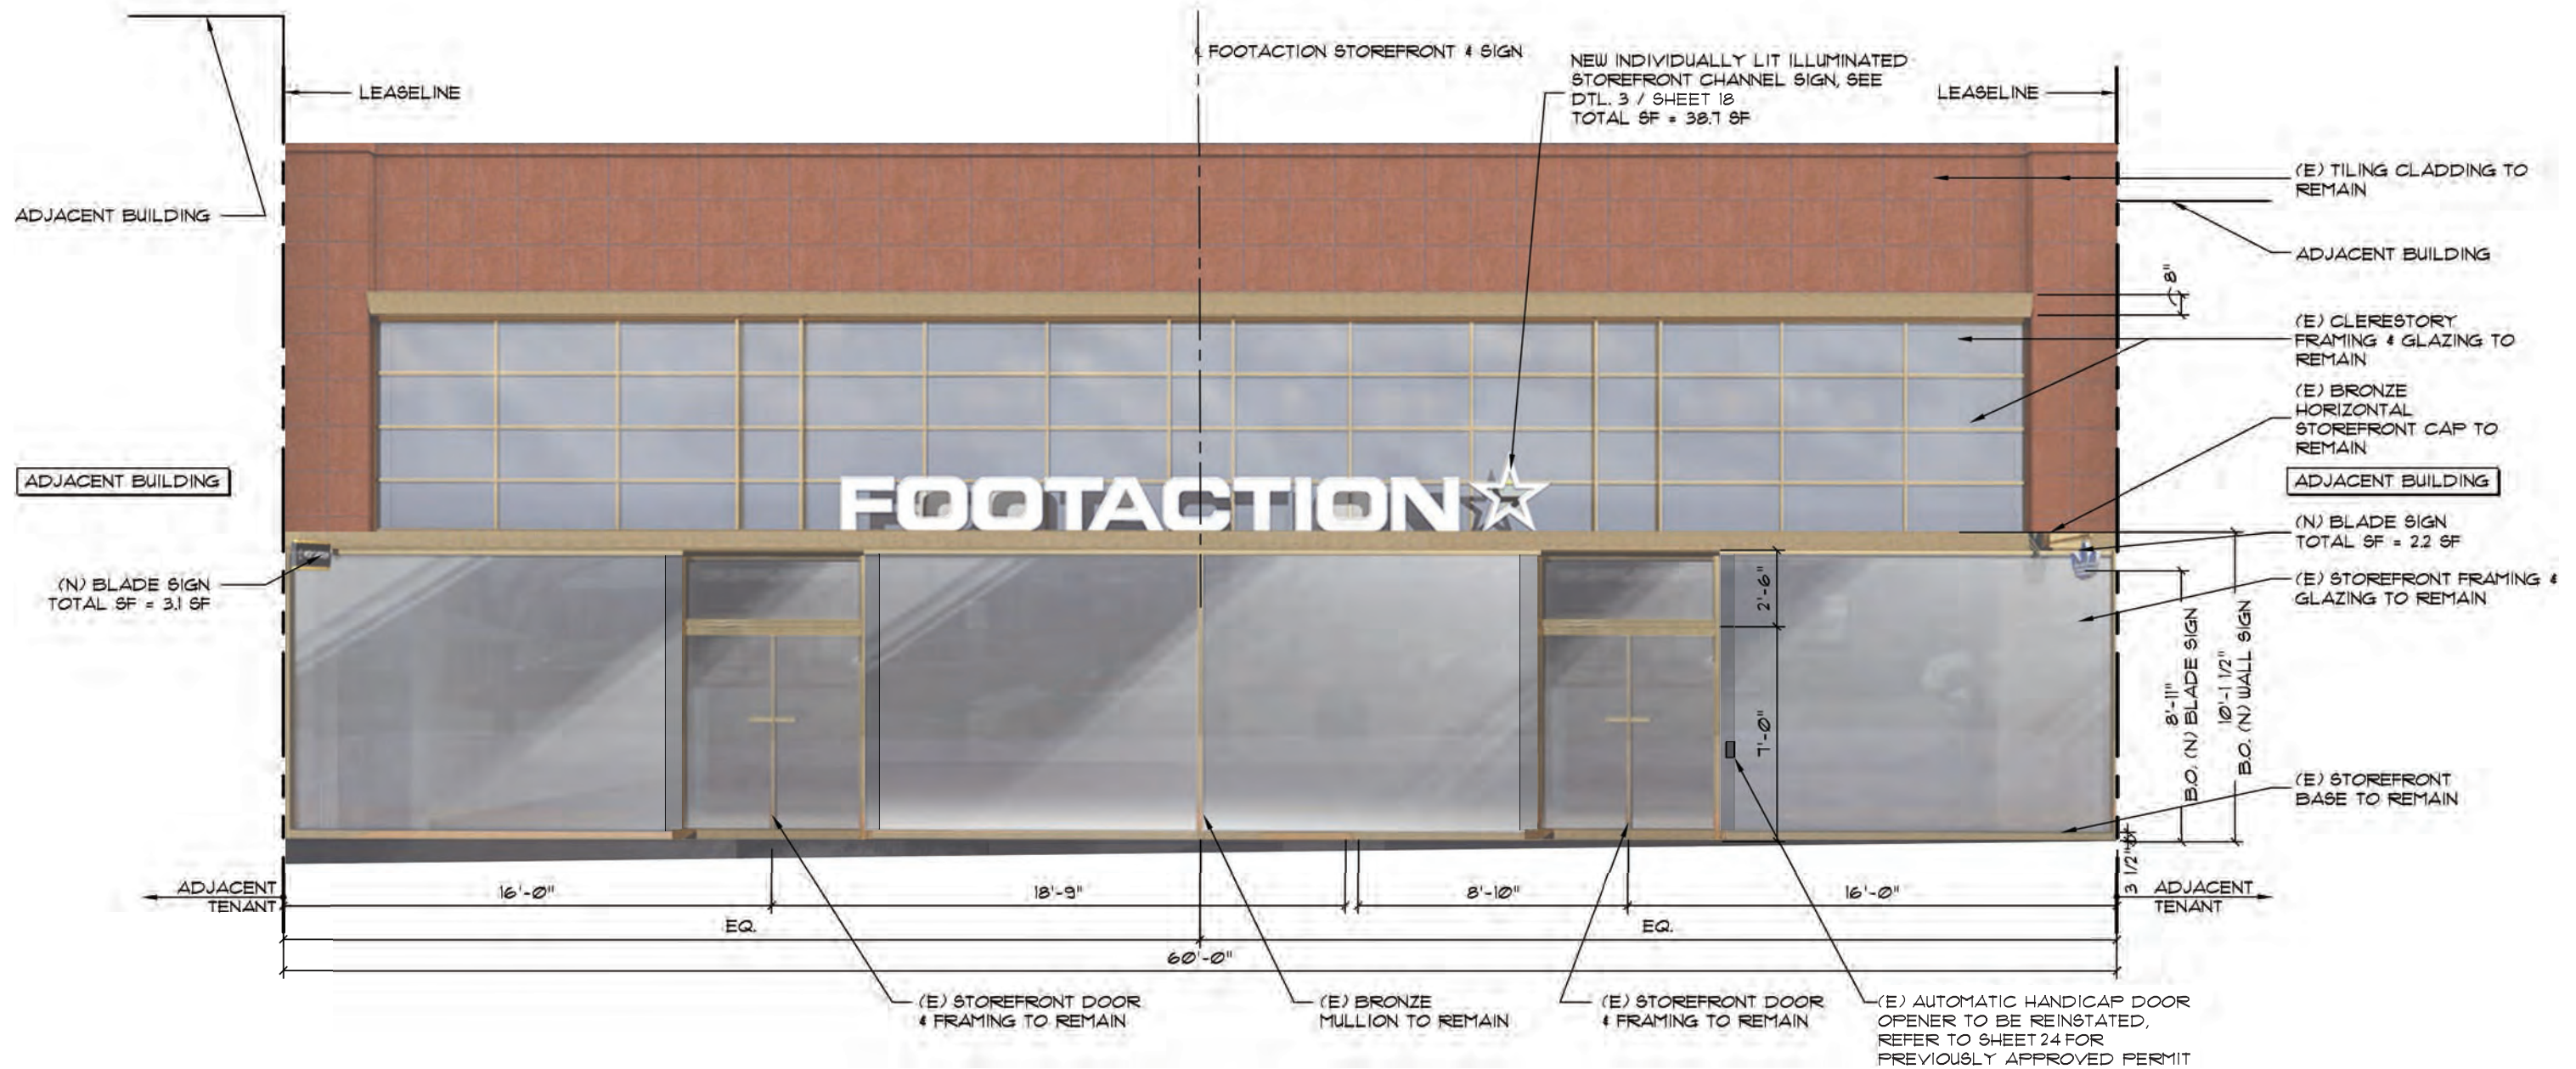 FOOTACTION STOREFRONT & SIGN
NEW INDIVIDUALLY LIT ILLUMINATED
STOREFRONT CHANNEL SIGN, SEE
DTL. 3 / SHEET 18
TOTAL SF = 38.7 SF
LEASELINE
LEASELINE
(E) TILING CLADDING TO
REMAIN
ADJACENT BUILDING
ADJACENT BUILDING
8"
(E) CLERESTORY
FRAMING & GLAZING TO
REMAIN
(E) BRONZE
HORIZONTAL
STOREFRONT CAP TO
REMAIN
ADJACENT BUILDING
FOOTACTION
ADJACENT BUILDING
(N) BLADE SIGN
TOTAL SF = 2.2 SF
(N) BLADE SIGN
TOTAL SF = 3.1 SF
(E) STOREFRONT FRAMING &
GLAZING TO REMAIN
2'-6"
7'-0"
8'-11"
B.O. (N) BLADE SIGN
10'-1 1/2"
B.O. (N) WALL SIGN
(E) STOREFRONT
BASE TO REMAIN
3 1/2"
ADJACENT
TENANT
16'-0"
18'-9"
8'-10"
16'-0"
ADJACENT
TENANT
EQ.
EQ.
60'-0"
(E) STOREFRONT DOOR
& FRAMING TO REMAIN
(E) BRONZE
MULLION TO REMAIN
(E) STOREFRONT DOOR
& FRAMING TO REMAIN
(E) AUTOMATIC HANDICAP DOOR
OPENER TO BE REINSTATED,
REFER TO SHEET 24 FOR
PREVIOUSLY APPROVED PERMIT